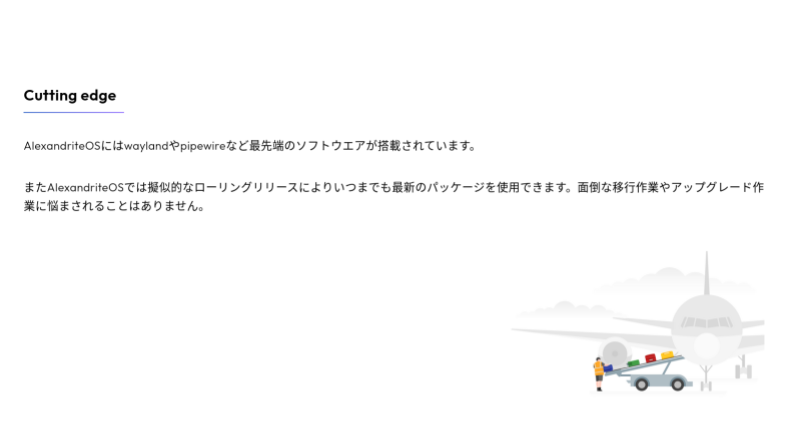 Cutting edge
AlexandriteOSにはwaylandやpipewireなど最先端のソフトウエアが搭載されています。
またAlexandriteOSでは擬似的なローリングリリースによりいつまでも最新のパッケージを使用できます。面倒な移行作業やアップグレード作
業に悩まされることはありません。